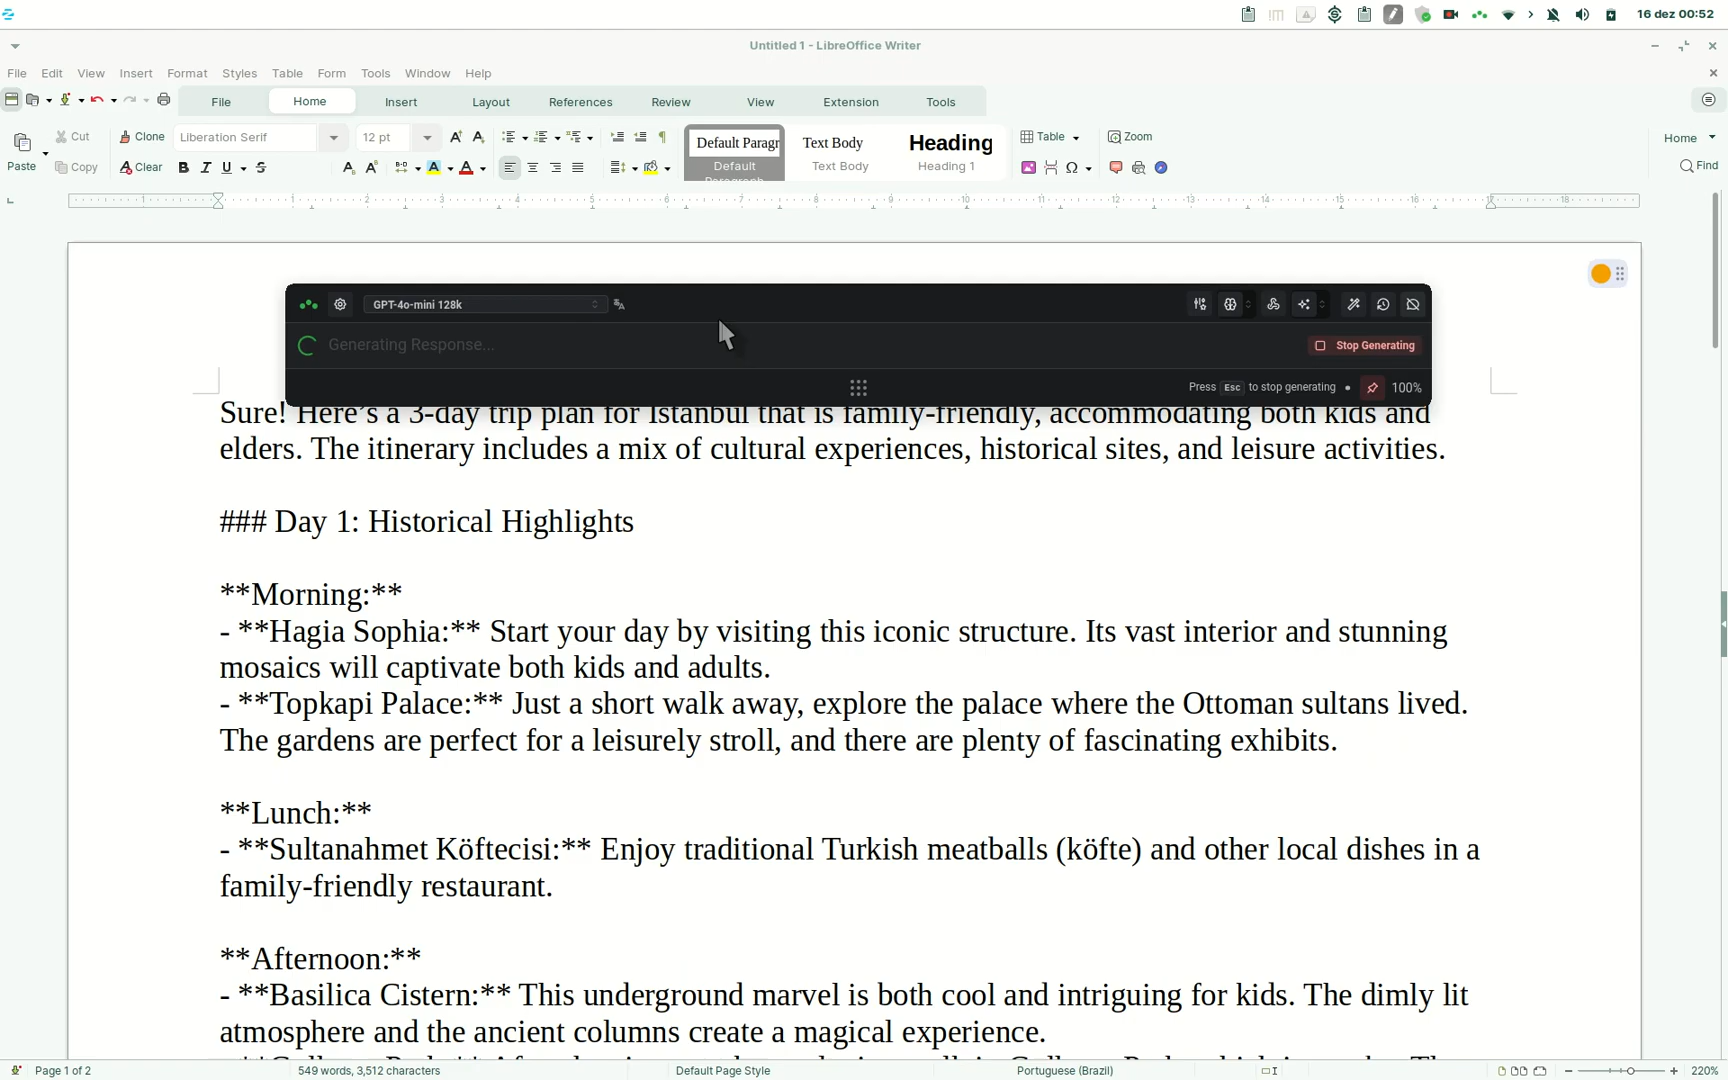 16 dez 00:52
Untitled 1 - LibreOffice Writer
File Edit View Insert Format Styles Table Form Tools Window Help
File Home Insert Layout References Review View Extension Tools
Cut Clone Liberation Serif 12 pt Default Paragr Text Body Heading Table Zoom Home
Paste Copy Clear Default Text Body Heading 1 Find
GPT-4o-mini 128k
Generating Response...
Stop Generating
Press Esc to stop generating • 100%
Sure! Here's a 3-day trip plan for Istanbul that is family-friendly, accommodating both kids and
elders. The itinerary includes a mix of cultural experiences, historical sites, and leisure activities.
### Day 1: Historical Highlights
**Morning:**
- **Hagia Sophia:** Start your day by visiting this iconic structure. Its vast interior and stunning
mosaics will captivate both kids and adults.
- **Topkapi Palace:** Just a short walk away, explore the palace where the Ottoman sultans lived.
The gardens are perfect for a leisurely stroll, and there are plenty of fascinating exhibits.
**Lunch:**
- **Sultanahmet Köftecisi:** Enjoy traditional Turkish meatballs (köfte) and other local dishes in a
family-friendly restaurant.
**Afternoon:**
- **Basilica Cistern:** This underground marvel is both cool and intriguing for kids. The dimly lit
atmosphere and the ancient columns create a magical experience.
Page 1 of 2 549 words, 3,512 characters Default Page Style Portuguese (Brazil) 220%